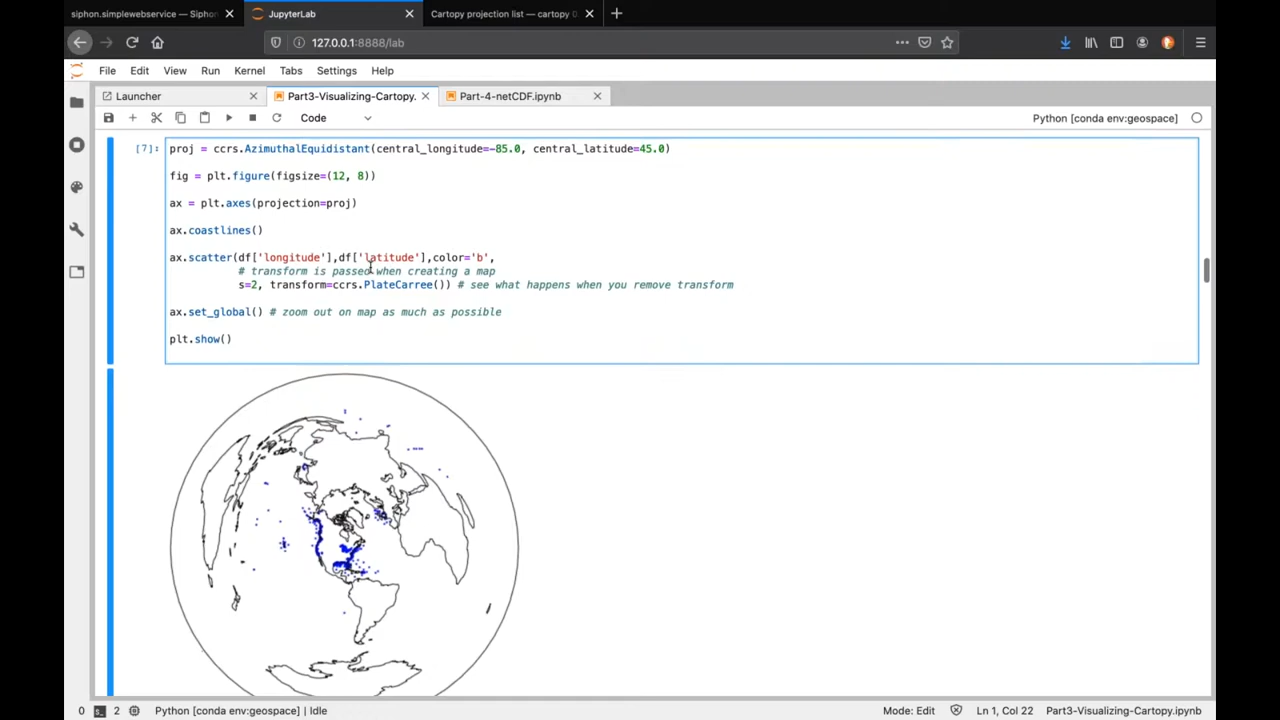 siphon.simplewebservice — Siphon
JupyterLab
Cartopy projection list — cartopy 0
127.0.0.1:8888/lab
File Edit View Run Kernel Tabs Settings Help
Launcher
Part3-Visualizing-Cartopy.
Part-4-netCDF.ipynb
Code
Python [conda env:geospace]
[7]:
proj = ccrs.AzimuthalEquidistant(central_longitude=-85.0, central_latitude=45.0)
fig = plt.figure(figsize=(12, 8))
ax = plt.axes(projection=proj)
ax.coastlines()
ax.scatter(df['longitude'],df['latitude'],color='b',
# transform is passed when creating a map
s=2, transform=ccrs.PlateCarree()) # see what happens when you remove transform
ax.set_global() # zoom out on map as much as possible
plt.show()
0 2 Python [conda env:geospace] | Idle
Mode: Edit Ln 1, Col 22 Part3-Visualizing-Cartopy.ipynb